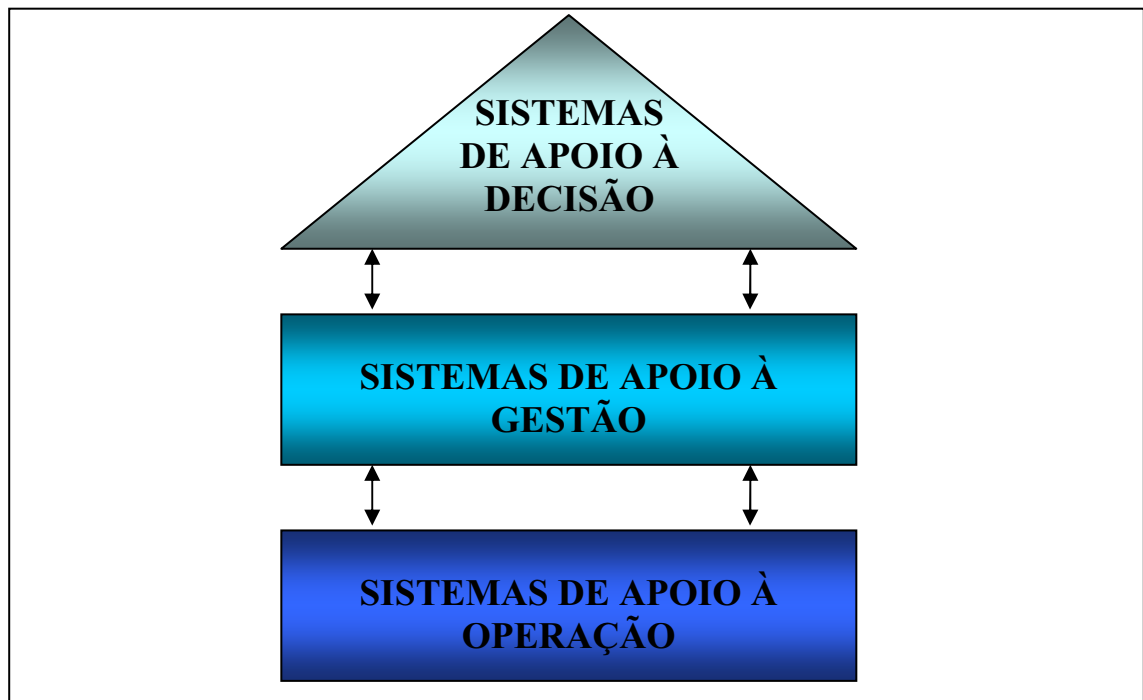 SISTEMAS
DE APOIO À
DECISÃO
SISTEMAS DE APOIO À
GESTÃO
SISTEMAS DE APOIO À
OPERAÇÃO